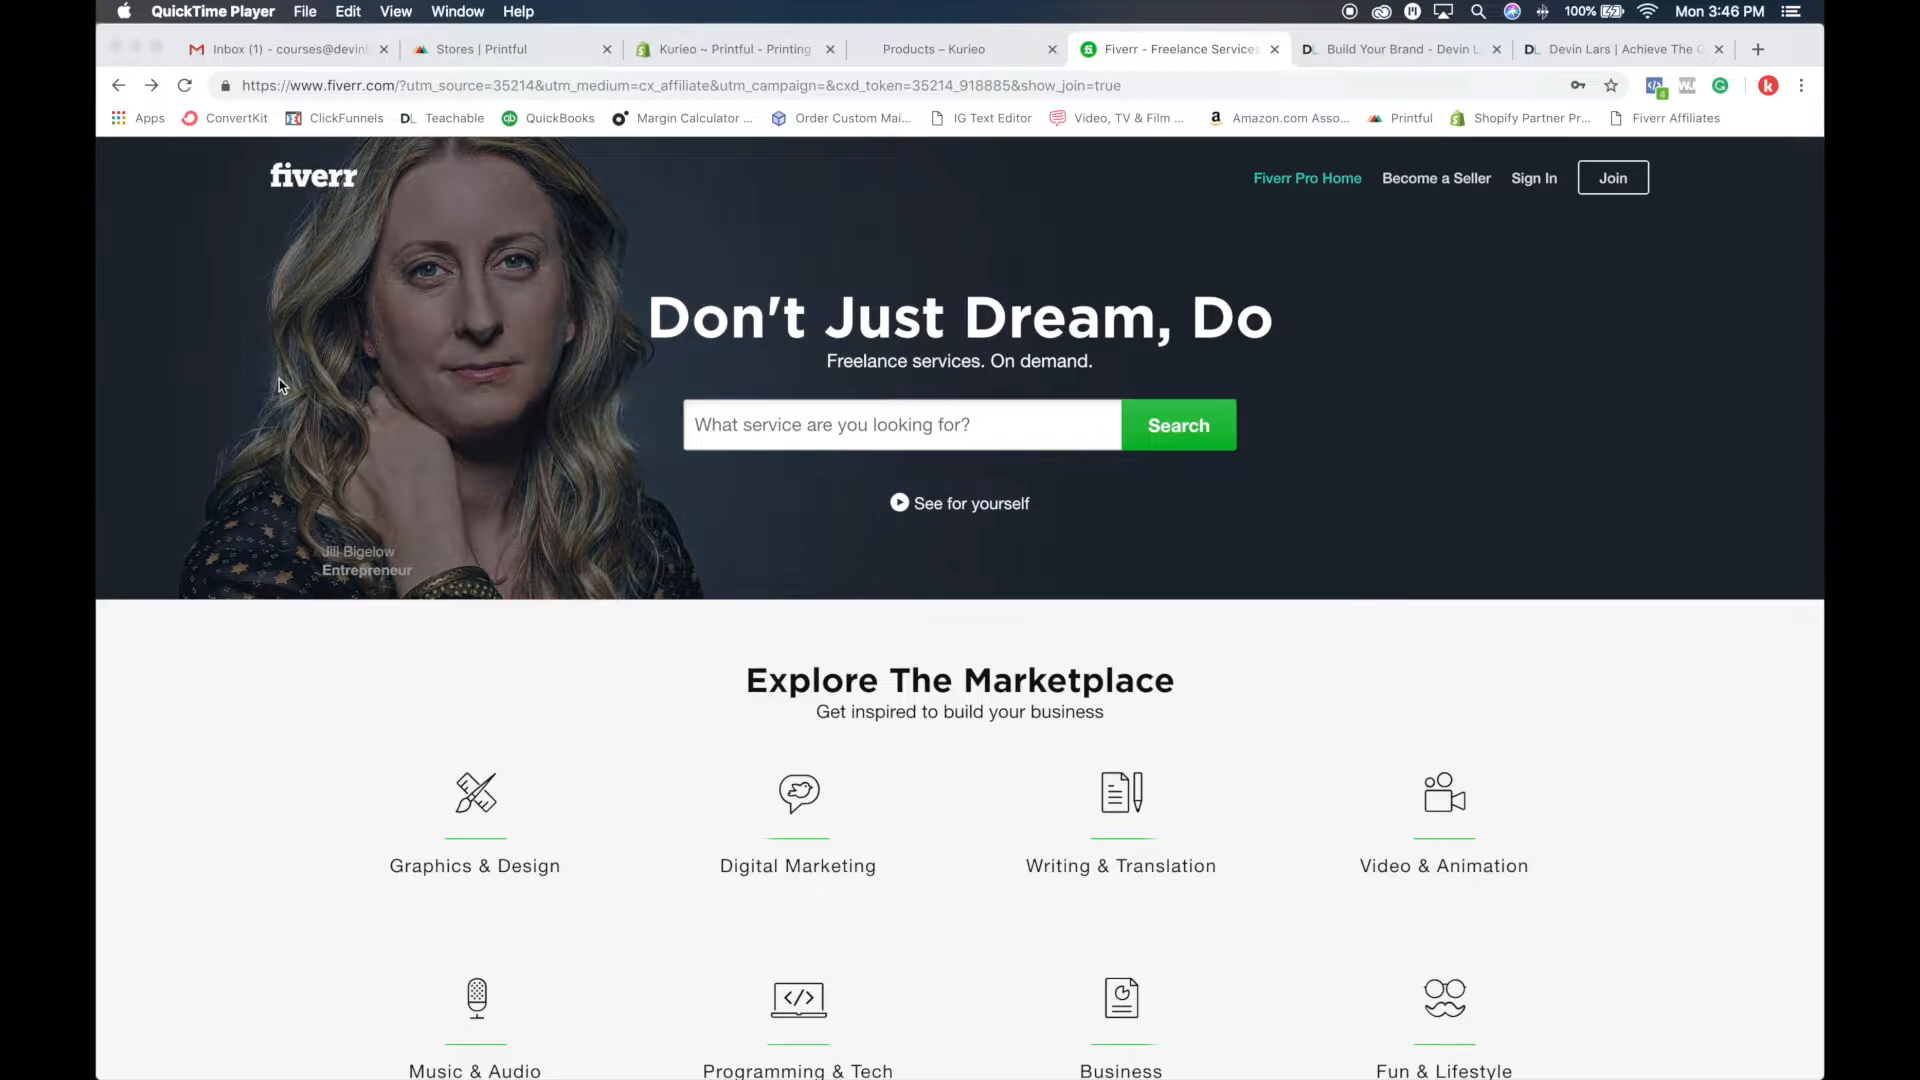 QuickTime Player File Edit View Window Help 100% Mon 3:46 PM
Inbox (1) - courses@devinl Stores | Printful Kurieo ~ Printful - Printing Products – Kurieo Fiverr - Freelance Services DL Build Your Brand - Devin L DL Devin Lars | Achieve The G
https://www.fiverr.com/?utm_source=35214&utm_medium=cx_affiliate&utm_campaign=&cxd_token=35214_918885&show_join=true
Apps ConvertKit ClickFunnels DL Teachable QuickBooks Margin Calculator ... Order Custom Mai... IG Text Editor Video, TV & Film ... Amazon.com Asso... Printful Shopify Partner Pr... Fiverr Affiliates
fiverr Fiverr Pro Home Become a Seller Sign In Join
Don't Just Dream, Do
Freelance services. On demand.
What service are you looking for? Search
See for yourself
Jill Bigelow
Entrepreneur
Explore The Marketplace
Get inspired to build your business
Graphics & Design Digital Marketing Writing & Translation Video & Animation
Music & Audio Programming & Tech Business Fun & Lifestyle